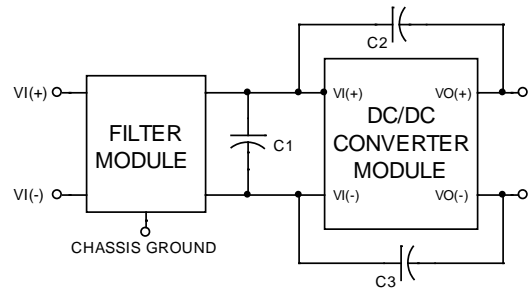 C2
VI(+)
FILTER
MODULE
C1
VI(+)
VO(+)
DC/DC
CONVERTER
MODULE
VI(-)
VI(-)
VO(-)
CHASSIS GROUND
C3